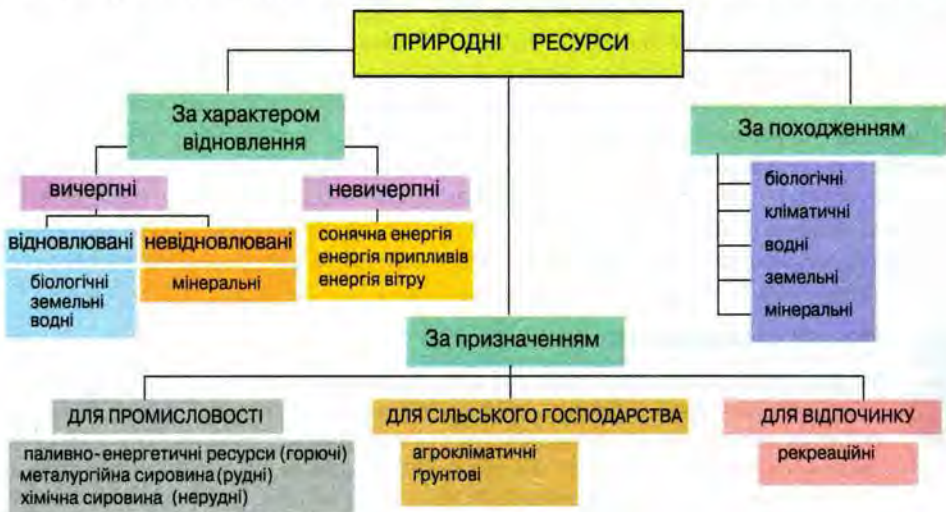 ПРИРОДНІ РЕСУРСИ
За характером
відновлення
вичерпні
невичерпні
відновлювані
невідновлювані
біологічні
земельні
водні
мінеральні
сонячна енергія
енергія припливів
енергія вітру
За походженням
біологічні
кліматичні
водні
земельні
мінеральні
За призначенням
ДЛЯ ПРОМИСЛОВОСТІ
паливно-енергетичні ресурси (горючі)
металургійна сировина (рудні)
хімічна сировина (нерудні)
ДЛЯ СІЛЬСЬКОГО ГОСПОДАРСТВА
агрокліматичні
ґрунтові
ДЛЯ ВІДПОЧИНКУ
рекреаційні